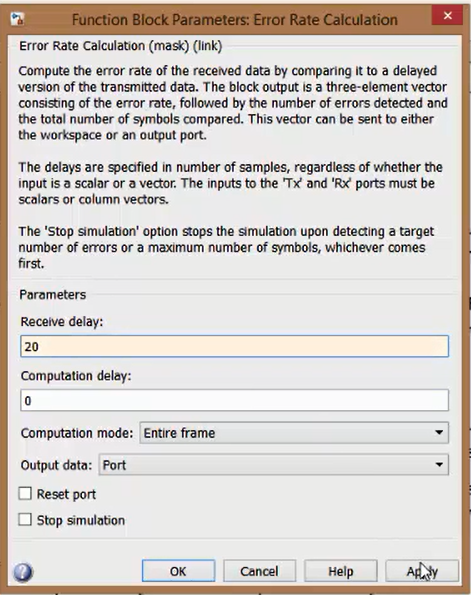 Function Block Parameters: Error Rate Calculation
Error Rate Calculation (mask) (link)
Compute the error rate of the received data by comparing it to a delayed
version of the transmitted data. The block output is a three-element vector
consisting of the error rate, followed by the number of errors detected and
the total number of symbols compared. This vector can be sent to either
the workspace or an output port.
The delays are specified in number of samples, regardless of whether the
input is a scalar or a vector. The inputs to the 'Tx' and 'Rx' ports must be
scalars or column vectors.
The 'Stop simulation' option stops the simulation upon detecting a target
number of errors or a maximum number of symbols, whichever comes
first.
Parameters
Receive delay:
20
Computation delay:
0
Computation mode: Entire frame
Output data: Port
Reset port
Stop simulation
OK Cancel Help Apply